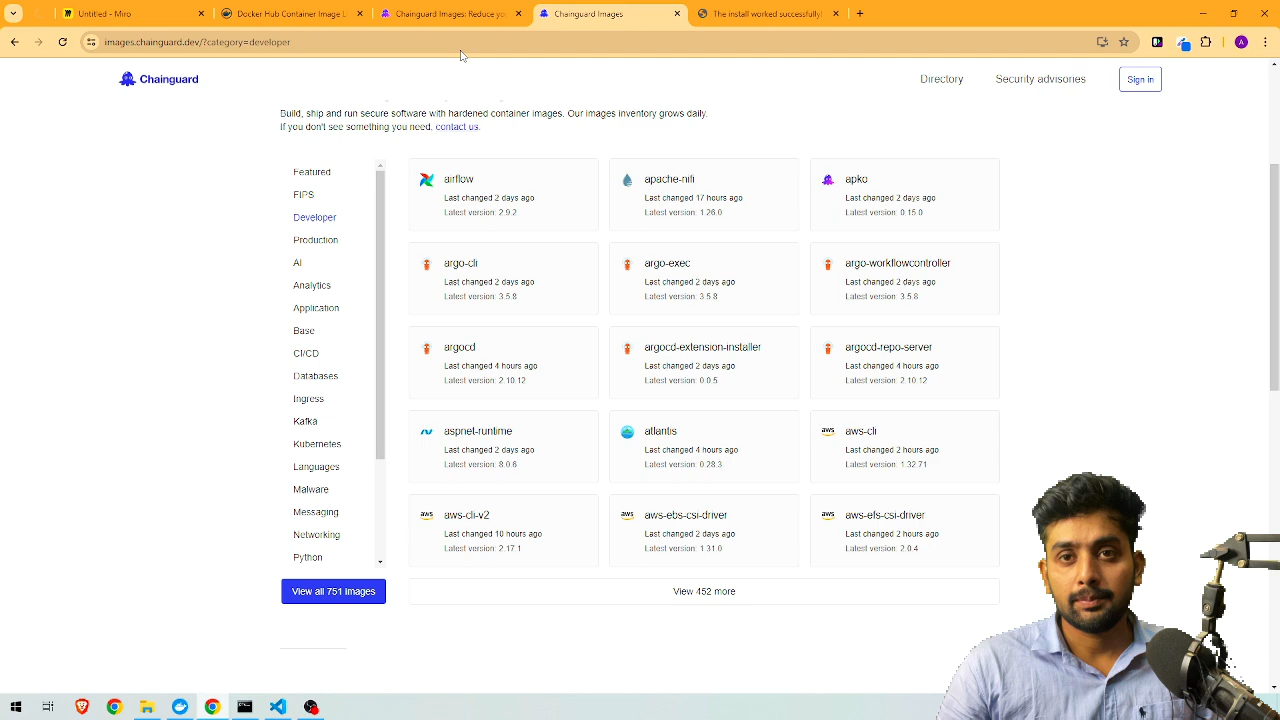 Untitled - Miro
Docker Hub Container Image L
Chainguard Images: Reduce yo
Chainguard Images
The install worked successfully!
images.chainguard.dev/?category=developer
A
Chainguard
Directory
Security advisories
Sign in
Build, ship and run secure software with hardened container images. Our images inventory grows daily.
If you don't see something you need, contact us.
Featured
FIPS
Developer
Production
AI
Analytics
Application
Base
CI/CD
Databases
Ingress
Kafka
Kubernetes
Languages
Malware
Messaging
Networking
Python
View all 751 images
airflow
Last changed 2 days ago
Latest version: 2.9.2
apache-nifi
Last changed 17 hours ago
Latest version: 1.26.0
apko
Last changed 2 days ago
Latest version: 0.15.0
argo-cli
Last changed 2 days ago
Latest version: 3.5.8
argo-exec
Last changed 2 days ago
Latest version: 3.5.8
argo-workflowcontroller
Last changed 2 days ago
Latest version: 3.5.8
argocd
Last changed 4 hours ago
Latest version: 2.10.12
argocd-extension-installer
Last changed 2 days ago
Latest version: 0.0.5
argocd-repo-server
Last changed 4 hours ago
Latest version: 2.10.12
aspnet-runtime
Last changed 2 days ago
Latest version: 8.0.6
atlantis
Last changed 4 hours ago
Latest version: 0.28.3
aws
aws-cli
Last changed 2 hours ago
Latest version: 1.32.71
aws
aws-cli-v2
Last changed 10 hours ago
Latest version: 2.17.1
aws
aws-ebs-csi-driver
Last changed 2 days ago
Latest version: 1.31.0
aws
aws-efs-csi-driver
Last changed 2 hours ago
Latest version: 2.0.4
View 452 more